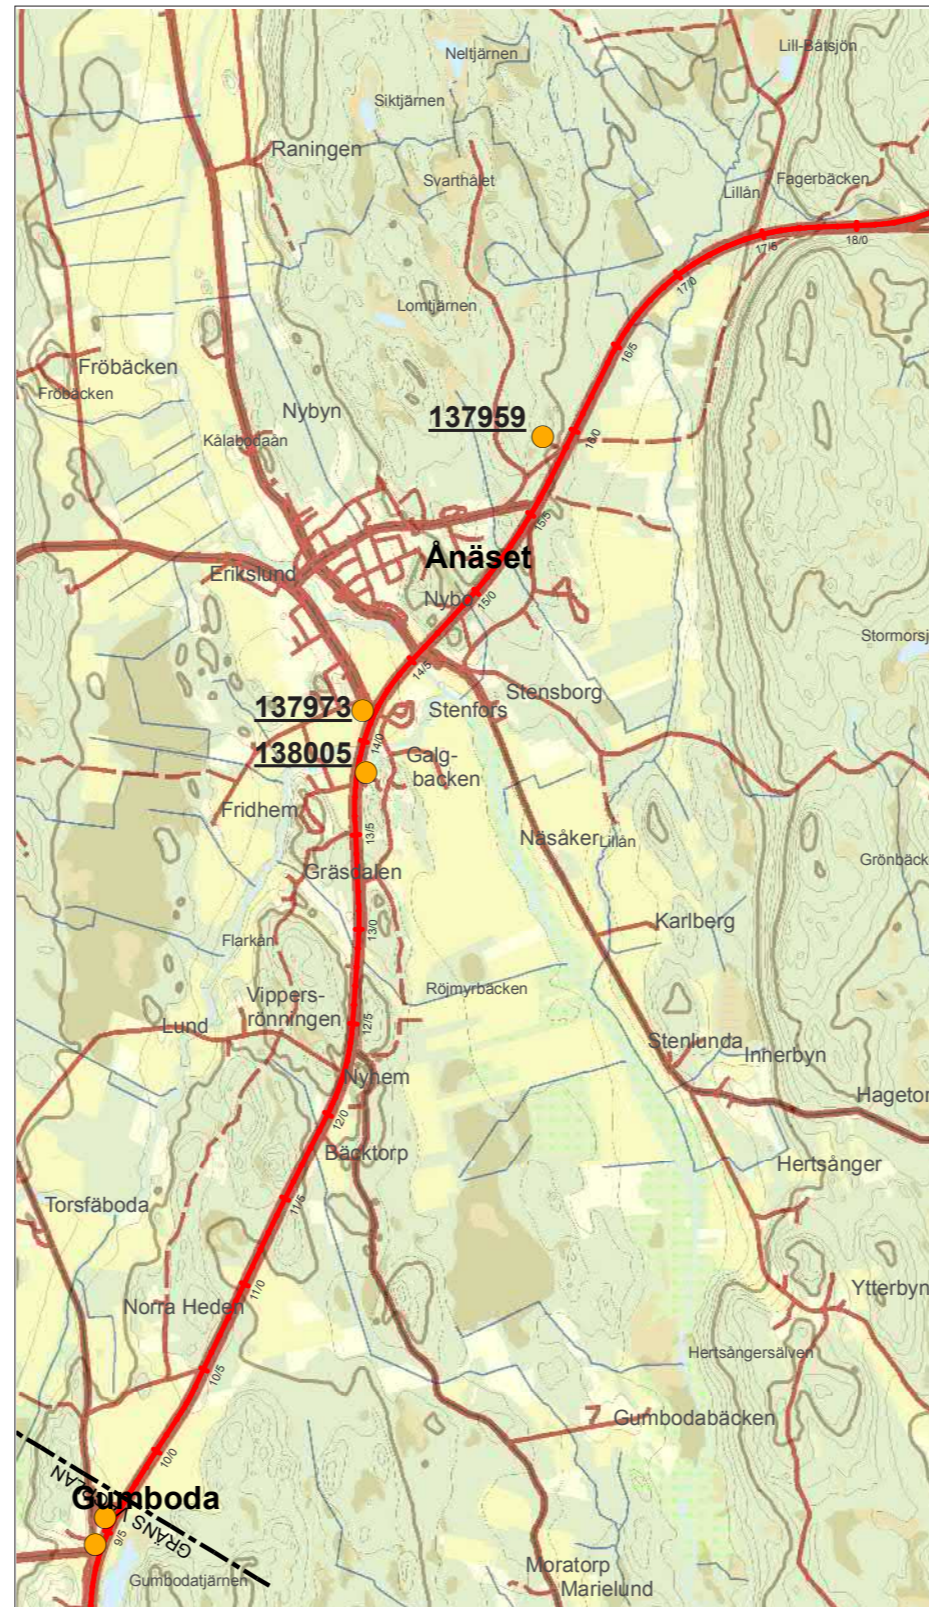 Lill-Båtsjön
Neltjärnen
Siktjärnen
Raningen
Svarthålet
Fagerbäcken
Lillån
18/0
17/5
17/0
Lomtjärnen
16/5
Fröbäcken
Fröbäcken
Nybyn
137959
Kålabodaån
16/0
15/5
Ånäset
Erikslund
Nybo
15/0
Stormorsj
14/5
Stensborg
137973
Stenfors
14/0
138005
Galg-
backen
Fridhem
13/5
Näsåker
Lillån
Gräsdalen
Grönbäck
Karlberg
13/0
Flarkån
Vippers-
rönningen
Röjmyrbäcken
Lund
12/5
Stenlunda
Innerbyn
Nyhem
Hageton
12/0
Bäcktorp
Hertsånger
Torsfäboda
11/5
Ytterbyn
11/0
Norra Heden
Hertsångersälven
10/5
Gumbodabäcken
10/0
Gumboda
GRÄNS
9/5
Moratorp
Gumbodatjärnen
Marielund